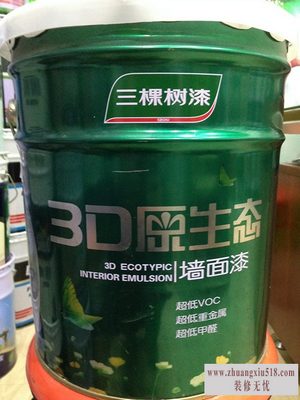 三棵树漆
3D原生态
3D ECOTYPIC
INTERIOR EMULSION
墙面漆
超低VOC
超低重金属
超低甲醛
www.zhuangxiu518.com
装修无忧